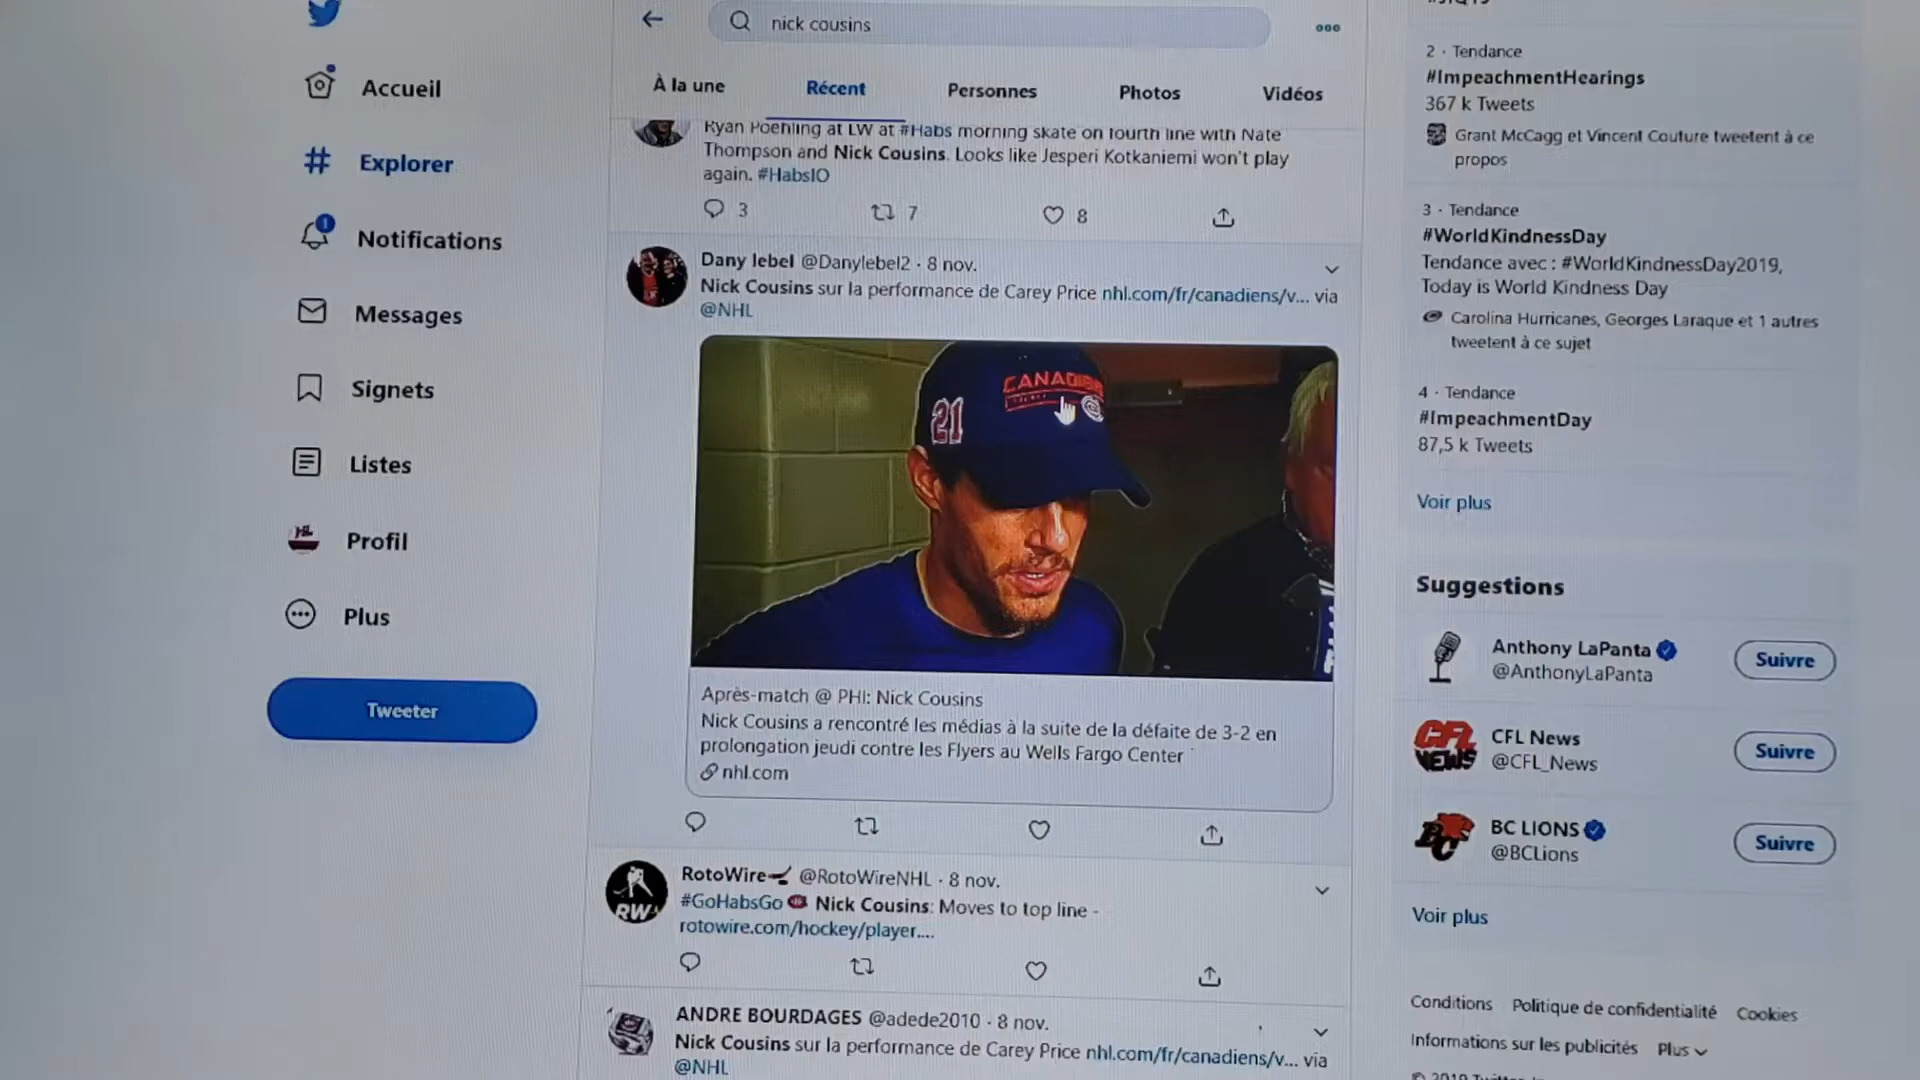 Accueil
Explorer
1
Notifications
Messages
Signets
Listes
Profil
Plus
Tweeter
nick cousins
À la une
Récent
Personnes
Photos
Vidéos
Ryan Poehling at LW at #Habs morning skate on fourth line with Nate
Thompson and Nick Cousins. Looks like Jesperi Kotkaniemi won't play
again. #HabsIO
3
7
8
Dany lebel @Danylebel2 · 8 nov.
Nick Cousins sur la performance de Carey Price nhl.com/fr/canadiens/v... via
@NHL
21
Après-match @ PHI: Nick Cousins
Nick Cousins a rencontré les médias à la suite de la défaite de 3-2 en
prolongation jeudi contre les Flyers au Wells Fargo Center
nhl.com
RW
RotoWire @RotoWireNHL · 8 nov.
#GoHabsGo Nick Cousins: Moves to top line -
rotowire.com/hockey/player....
ANDRE BOURDAGES @adede2010 · 8 nov.
Nick Cousins sur la performance de Carey Price nhl.com/fr/canadiens/v... via
@NHL
2 · Tendance
#ImpeachmentHearings
367 k Tweets
Grant McCagg et Vincent Couture tweetent à ce
propos
3 · Tendance
#WorldKindnessDay
Tendance avec : #WorldKindnessDay2019,
Today is World Kindness Day
Carolina Hurricanes, Georges Laraque et 1 autres
tweetent à ce sujet
4 · Tendance
#ImpeachmentDay
87,5 k Tweets
Voir plus
Suggestions
Anthony LaPanta
@AnthonyLaPanta
Suivre
CFL
NEWS
CFL News
@CFL_News
Suivre
BC LIONS
@BCLions
Suivre
Voir plus
Conditions Politique de confidentialité Cookies
Informations sur les publicités Plus